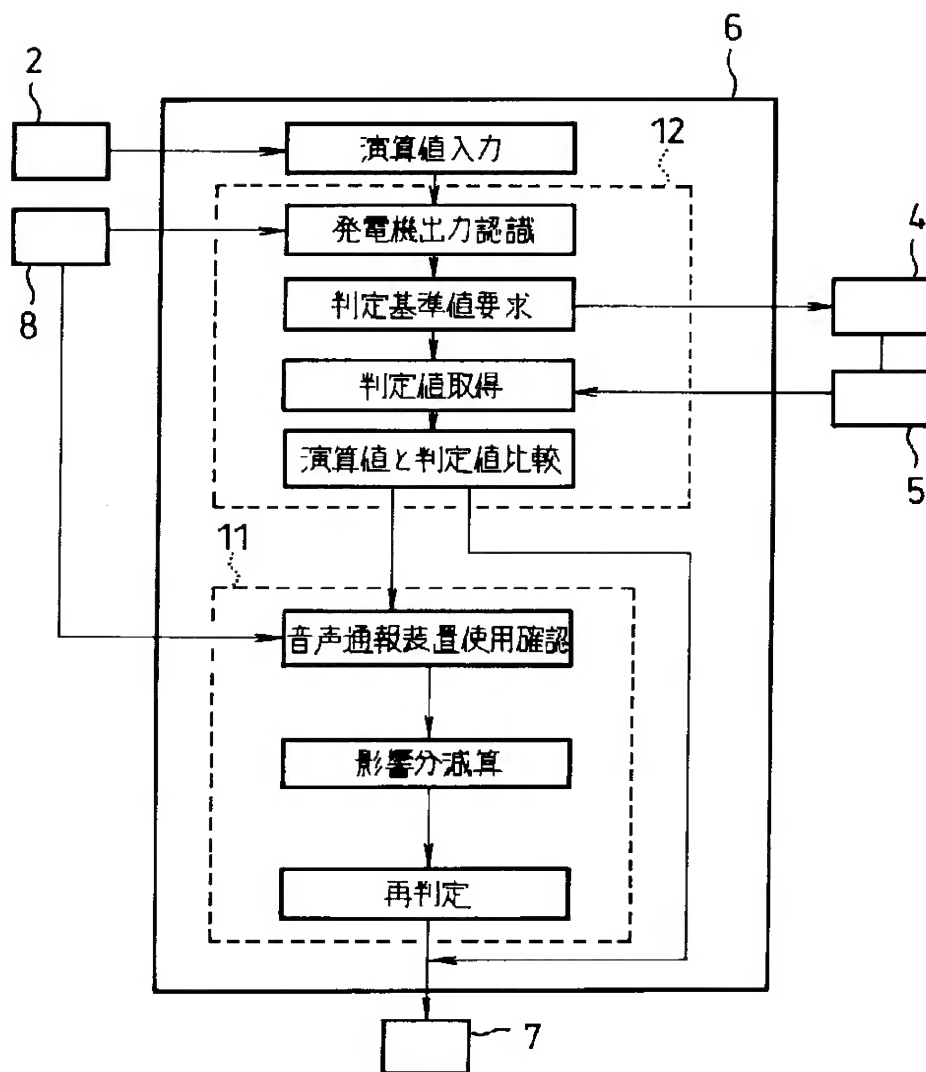 6
2
演算値入力
12
発電機出力認識
8
4
判定基準値要求
判定値取得
5
演算値と判定値比較
11
音声通報装置使用確認
影響分減算
再判定
7